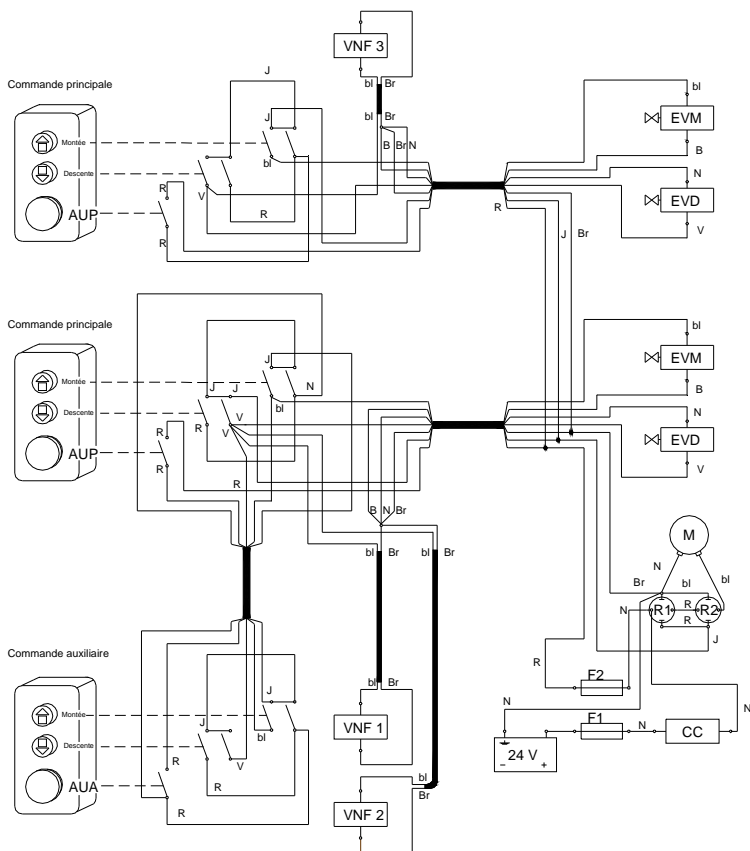 VNF 3
bl Br
J
Commande principale
bl
J
bl Br
EVM
Montée
B Br N
bl
B
Descente
R
N
V
EVD
AUP
R
R
J
Br
R
V
Commande principale
bl
J
EVM
Montée
J J
N
bl
B
Descente
V
N
R
V
R
EVD
AUP
R
V
R
B N Br
M
bl Br
bl Br
N
bl
Br
bl
N
R1
R
R2
R
J
Commande auxiliaire
R
F2
N
bl Br
J
N
Montée
VNF 1
F1
J
N
CC
Descente
bl
V
24 V
- +
R
AUA
bl
Br
R
R
R
VNF 2